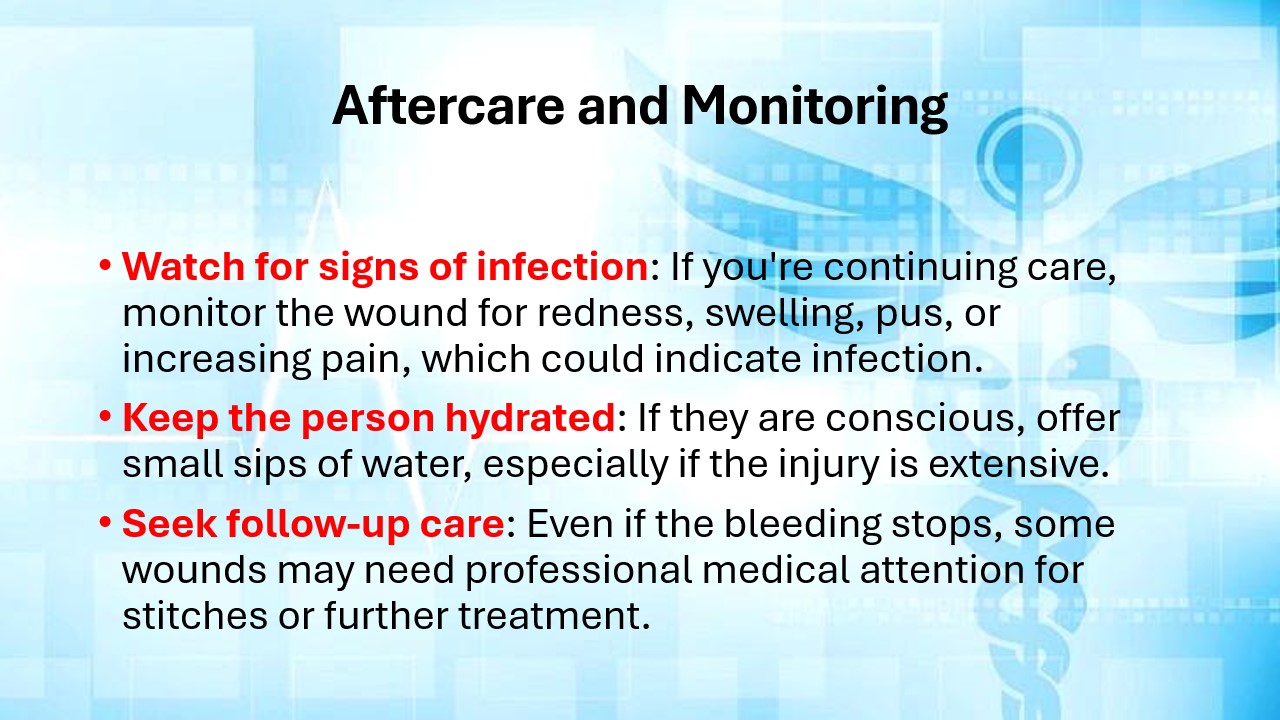 Aftercare and Monitoring
• Watch for signs of infection: If you're continuing care,
monitor the wound for redness, swelling, pus, or
increasing pain, which could indicate infection.
• Keep the person hydrated: If they are conscious, offer
small sips of water, especially if the injury is extensive.
• Seek follow-up care: Even if the bleeding stops, some
wounds may need professional medical attention for
stitches or further treatment.